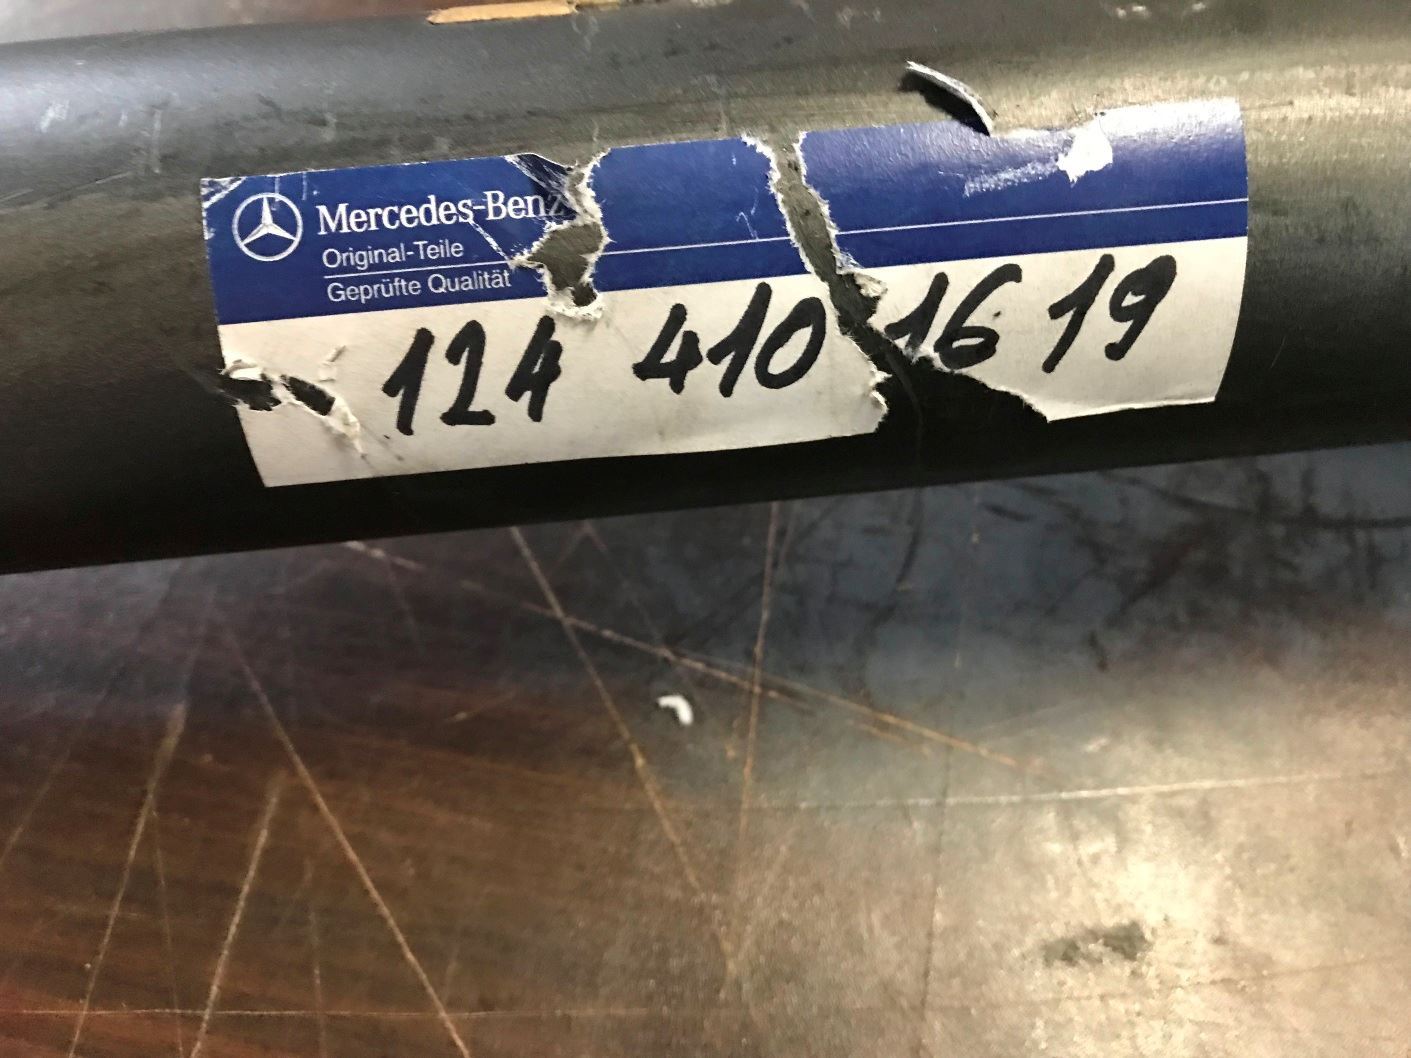 Mercedes-Benz
Original-Teile
Geprüfte Qualität
124 410 16 19